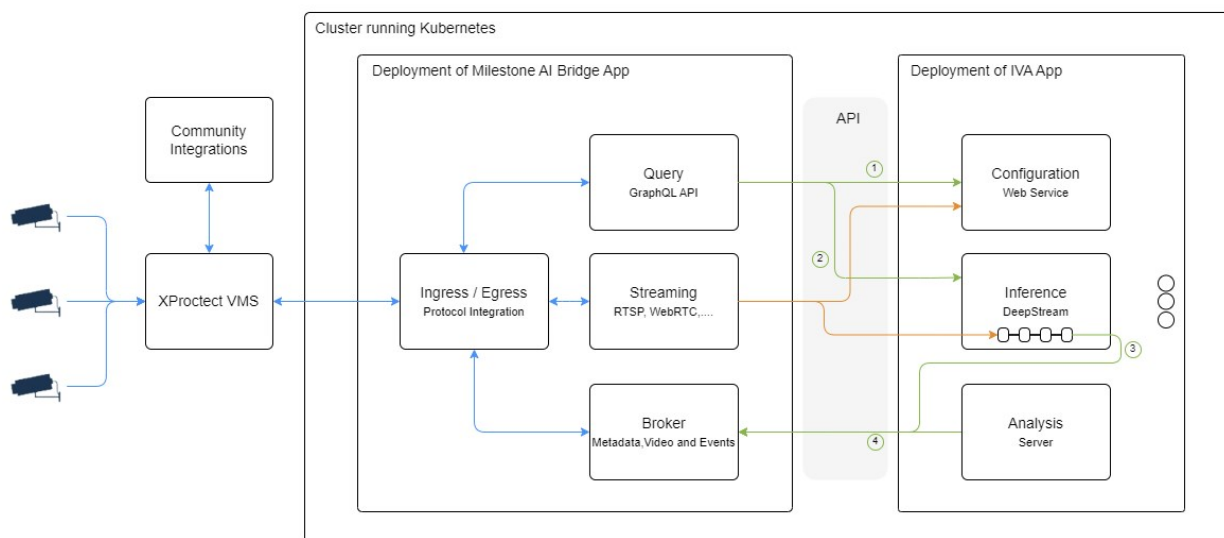 Cluster running Kubernetes
Deployment of Milestone AI Bridge App
Deployment of IVA App
Community
Integrations
API
Query
GraphQL API
1
Configuration
Web Service
2
XProctect VMS
Ingress / Egress
Protocol Integration
Streaming
RTSP, WebRTC,....
Inference
DeepStream
3
Broker
Metadata,Video and Events
4
Analysis
Server